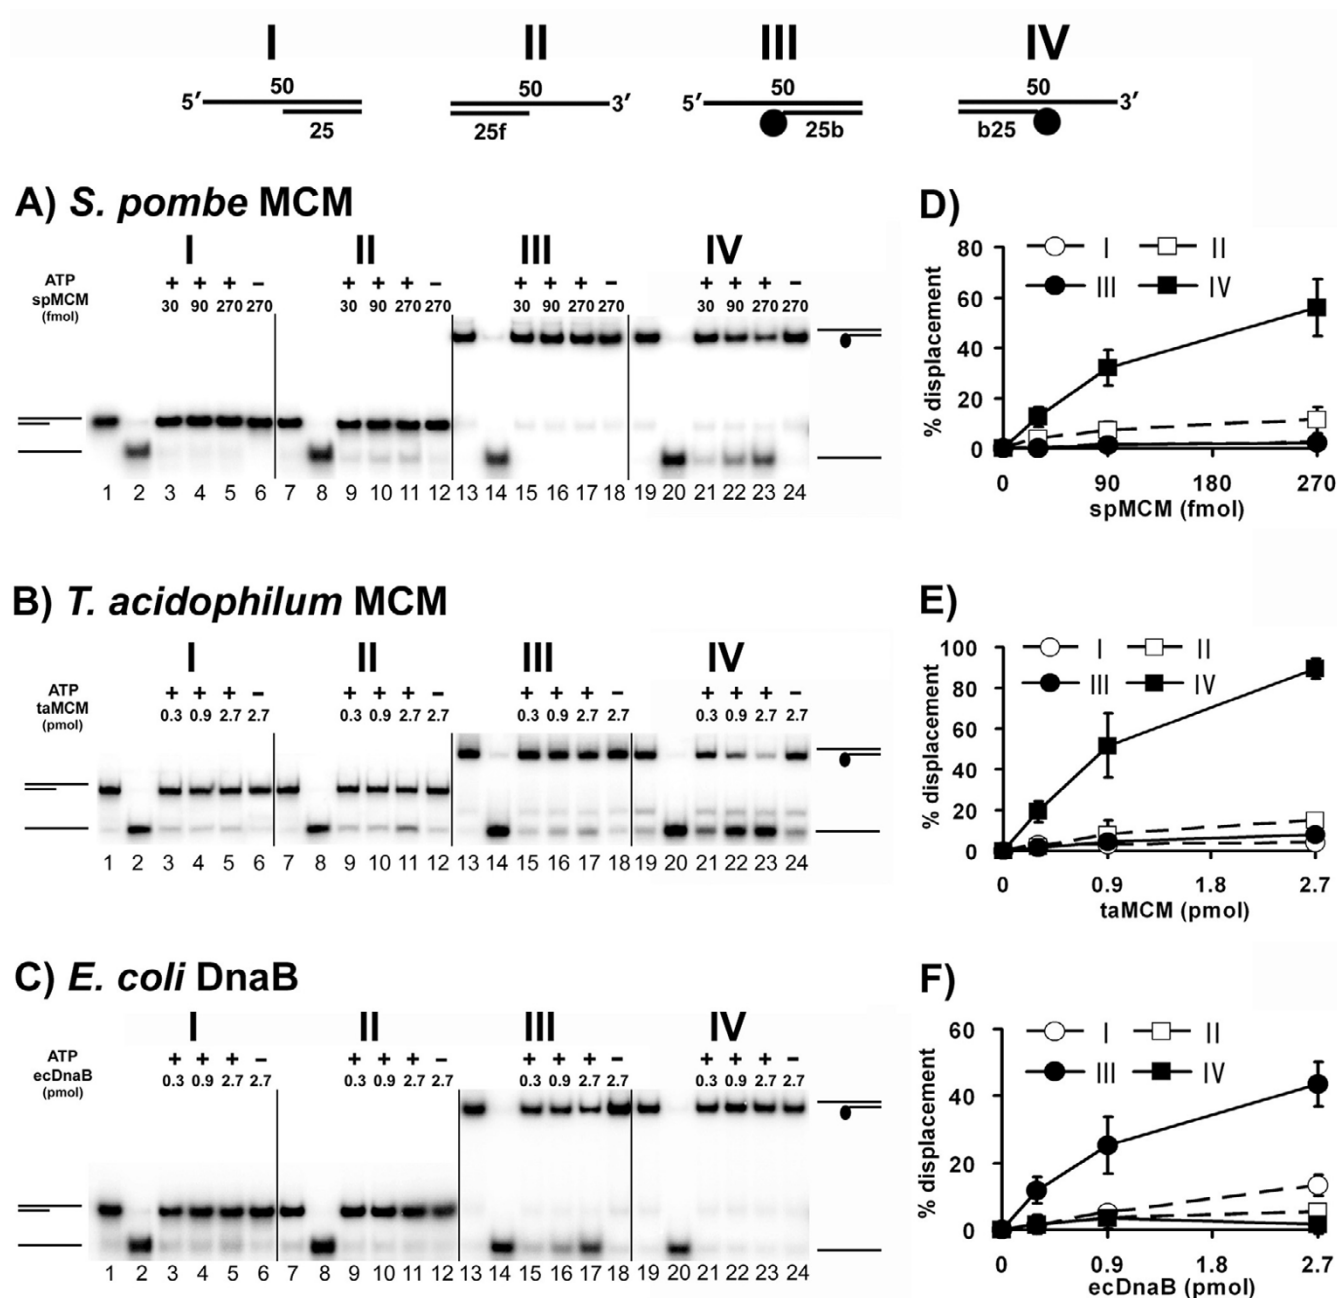 I II III IV
50 50 50 50
5′ 3′ 5′ 3′
25 25f 25b b25
A) S. pombe MCM
I II III IV
ATP + + + − + + + − + + + − + + + −
spMCM 30 90 270 270 30 90 270 270 30 90 270 270 30 90 270 270
(fmol)
1 2 3 4 5 6 7 8 9 10 11 12 13 14 15 16 17 18 19 20 21 22 23 24
D)
80
I II
III IV
60
40
20
0
% displacement
0 90 180 270
spMCM (fmol)
B) T. acidophilum MCM
I II III IV
ATP + + + − + + + − + + + − + + + −
taMCM 0.3 0.9 2.7 2.7 0.3 0.9 2.7 2.7 0.3 0.9 2.7 2.7 0.3 0.9 2.7 2.7
(pmol)
1 2 3 4 5 6 7 8 9 10 11 12 13 14 15 16 17 18 19 20 21 22 23 24
E)
100
I II
III IV
80
60
40
20
0
% displacement
0 0.9 1.8 2.7
taMCM (pmol)
C) E. coli DnaB
I II III IV
ATP + + + − + + + − + + + − + + + −
ecDnaB 0.3 0.9 2.7 2.7 0.3 0.9 2.7 2.7 0.3 0.9 2.7 2.7 0.3 0.9 2.7 2.7
(pmol)
1 2 3 4 5 6 7 8 9 10 11 12 13 14 15 16 17 18 19 20 21 22 23 24
F)
60
I II
III IV
40
20
0
% displacement
0 0.9 1.8 2.7
ecDnaB (pmol)